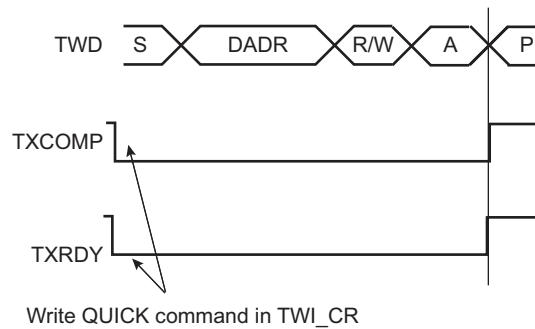 TWD S DADR R/W A P
TXCOMP
TXRDY
Write QUICK command in TWI_CR